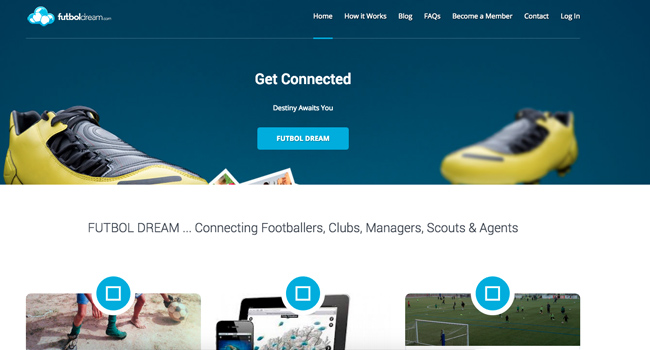 futboldream.com
Home How it Works Blog FAQs Become a Member Contact Log In
Get Connected
Destiny Awaits You
FUTBOL DREAM
FUTBOL DREAM ... Connecting Footballers, Clubs, Managers, Scouts & Agents